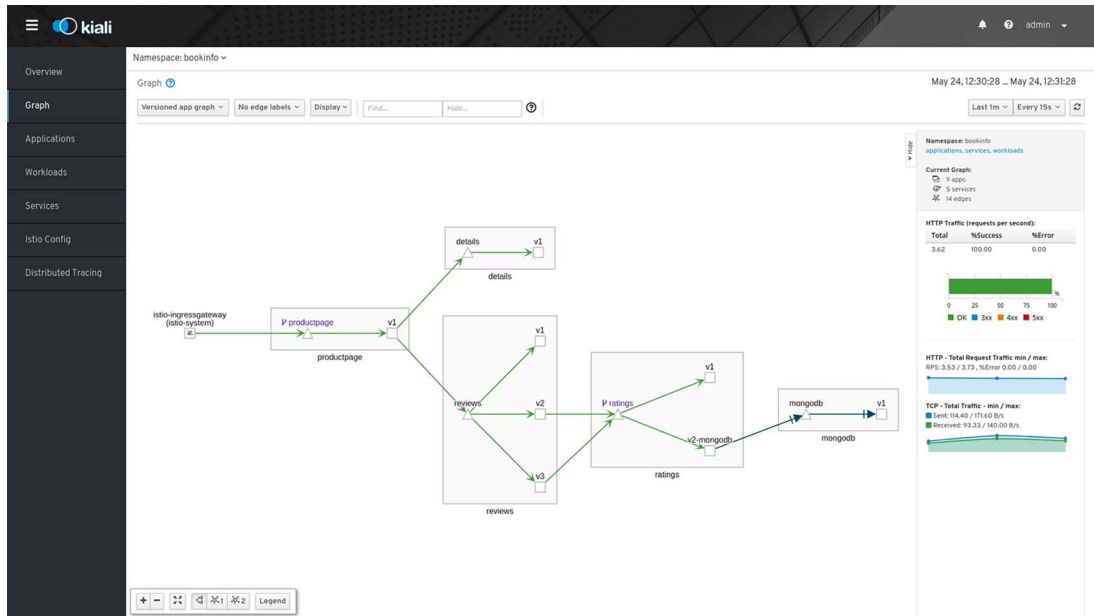 kiali
admin
Overview
Graph
Applications
Workloads
Services
Istio Config
Distributed Tracing
Namespace: bookinfo
Graph
May 24, 12:30:28 ... May 24, 12:31:28
Versioned app graph
No edge labels
Display
Find...
Hide...
Last 1m
Every 15s
Hide
Namespace: bookinfo
applications, services, workloads
Current Graph:
9 apps
5 services
14 edges
HTTP Traffic (requests per second):
Total %Success %Error
3.62 100.00 0.00
%
0 25 50 75 100
OK 3xx 4xx 5xx
HTTP - Total Request Traffic min / max:
RPS: 3.53 / 3.73 , %Error 0.00 / 0.00
TCP - Total Traffic - min / max:
Sent: 114.40 / 171.60 B/s
Received: 93.33 / 140.00 B/s
istio-ingressgateway
(istio-system)
productpage
v1
productpage
details
v1
details
v1
reviews
v2
v3
reviews
v1
ratings
v2-mongodb
ratings
mongodb
v1
mongodb
1
2
Legend